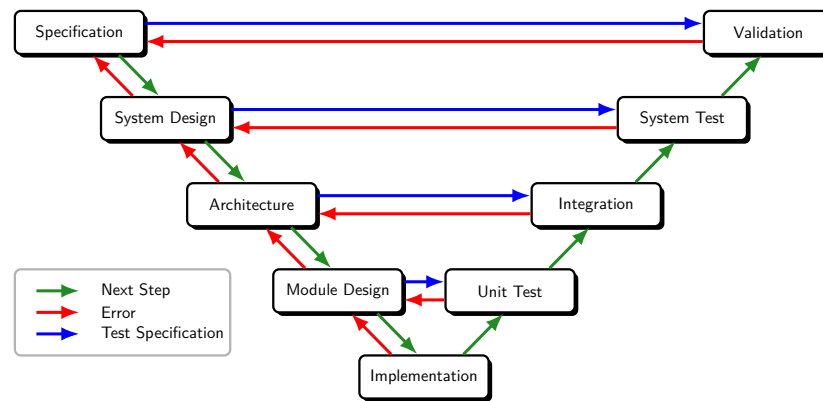 Specification
Validation
System Design
System Test
Architecture
Integration
Module Design
Unit Test
Implementation
Next Step
Error
Test Specification